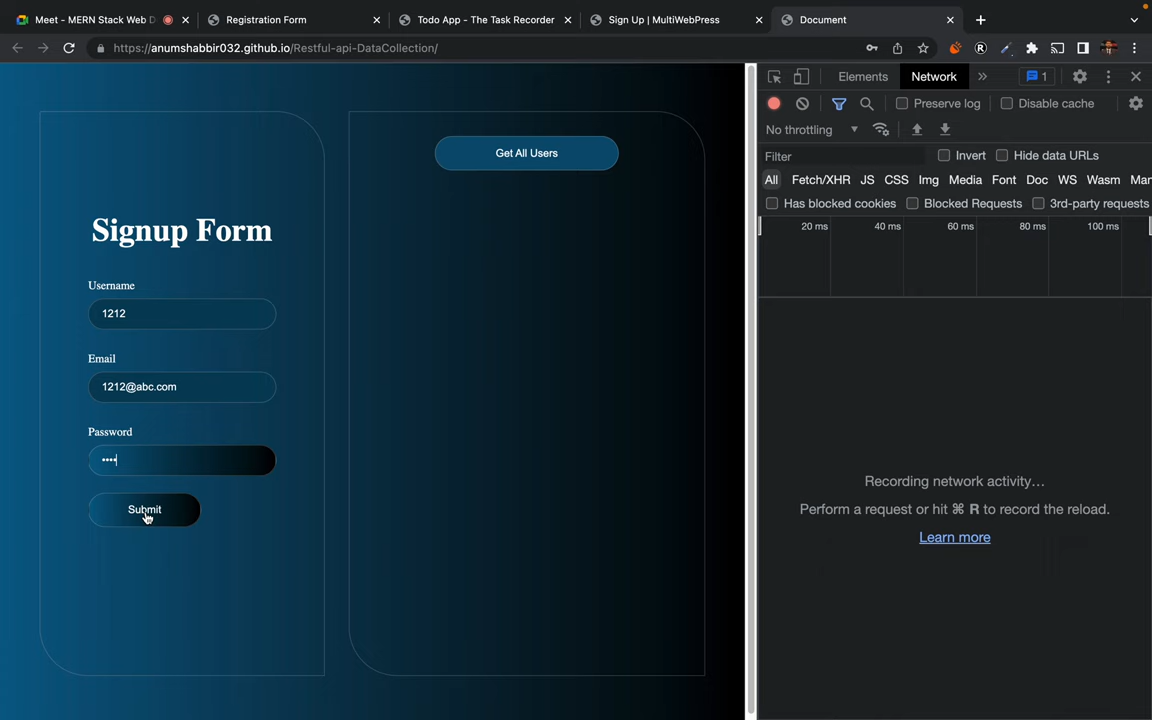 Meet - MERN Stack Web D
Registration Form
Todo App - The Task Recorder
Sign Up | MultiWebPress
Document
https://anumshabbir032.github.io/Restful-api-DataCollection/
Elements
Network
1
Preserve log
Disable cache
No throttling
Filter
Invert
Hide data URLs
All
Fetch/XHR
JS
CSS
Img
Media
Font
Doc
WS
Wasm
Man
Has blocked cookies
Blocked Requests
3rd-party requests
20 ms
40 ms
60 ms
80 ms
100 ms
Get All Users
Signup Form
Username
1212
Email
1212@abc.com
Password
••••
Submit
Recording network activity…
Perform a request or hit ⌘ R to record the reload.
Learn more